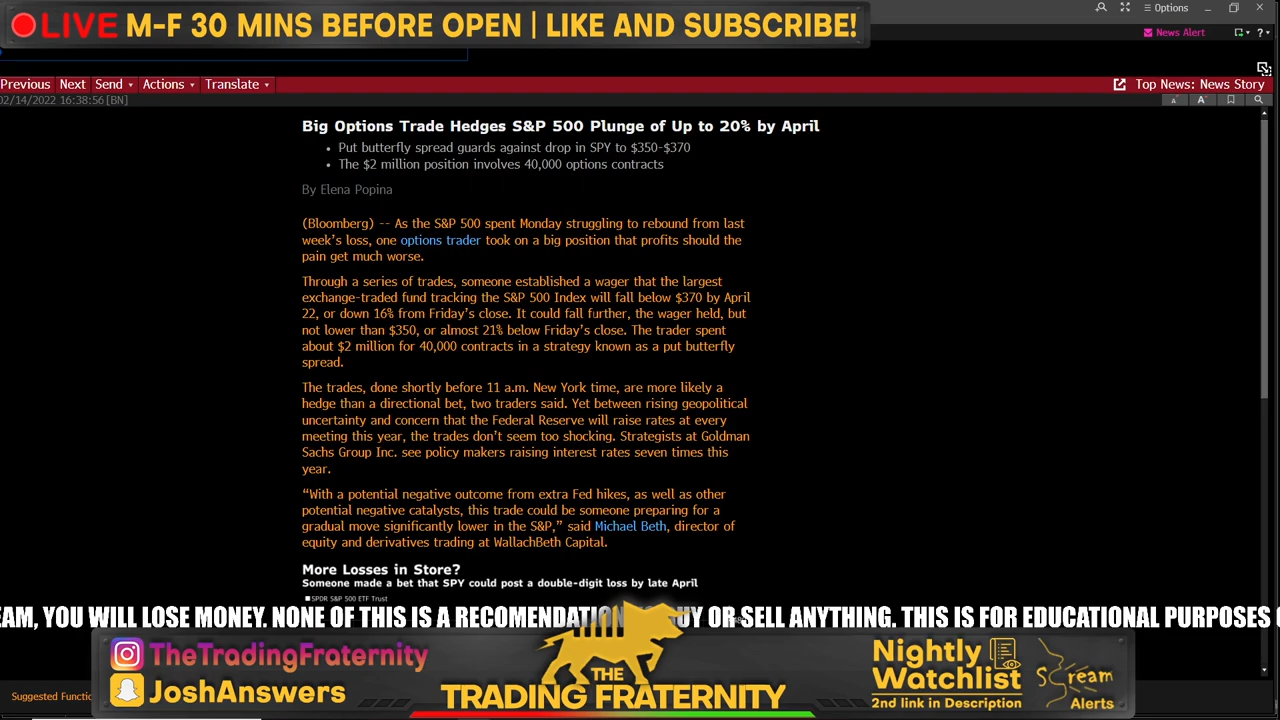 LIVE M-F 30 MINS BEFORE OPEN | LIKE AND SUBSCRIBE!
Options
News Alert
?
Previous Next Send Actions Translate
Top News: News Story
02/14/2022 16:38:56[BN]
A A
Big Options Trade Hedges S&P 500 Plunge of Up to 20% by April
• Put butterfly spread guards against drop in SPY to $350-$370
• The $2 million position involves 40,000 options contracts
By Elena Popina
(Bloomberg) -- As the S&P 500 spent Monday struggling to rebound from last
week's loss, one options trader took on a big position that profits should the
pain get much worse.
Through a series of trades, someone established a wager that the largest
exchange-traded fund tracking the S&P 500 Index will fall below $370 by April
22, or down 16% from Friday's close. It could fall further, the wager held, but
not lower than $350, or almost 21% below Friday's close. The trader spent
about $2 million for 40,000 contracts in a strategy known as a put butterfly
spread.
The trades, done shortly before 11 a.m. New York time, are more likely a
hedge than a directional bet, two traders said. Yet between rising geopolitical
uncertainty and concern that the Federal Reserve will raise rates at every
meeting this year, the trades don't seem too shocking. Strategists at Goldman
Sachs Group Inc. see policy makers raising interest rates seven times this
year.
“With a potential negative outcome from extra Fed hikes, as well as other
potential negative catalysts, this trade could be someone preparing for a
gradual move significantly lower in the S&P,” said Michael Beth, director of
equity and derivatives trading at WallachBeth Capital.
More Losses in Store?
Someone made a bet that SPY could post a double-digit loss by late April
SPDR S&P 500 ETF Trust
EAM, YOU WILL LOSE MONEY. NONE OF THIS IS A RECOMENDATION UY OR SELL ANYTHING. THIS IS FOR EDUCATIONAL PURPOSES
Suggested Functio
TheTradingFraternity
JoshAnswers
THE
TRADING FRATERNITY
Nightly
Watchlist
2nd link in Description
Scream
Alerts